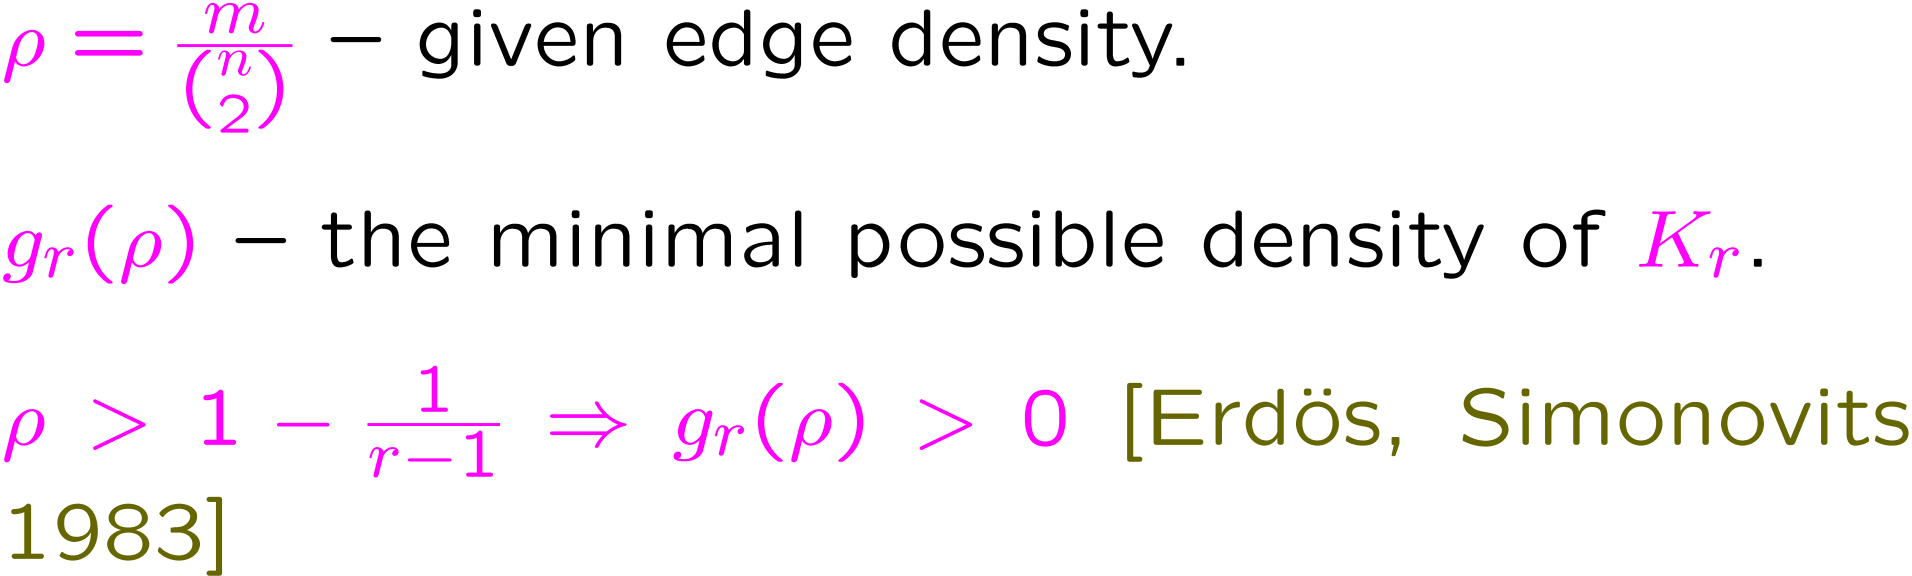 ρ = m/(n 2) – given edge density.
g_r(ρ) – the minimal possible density of K_r.
ρ > 1 − 1/(r−1) ⇒ g_r(ρ) > 0 [Erdös, Simonovits
1983]